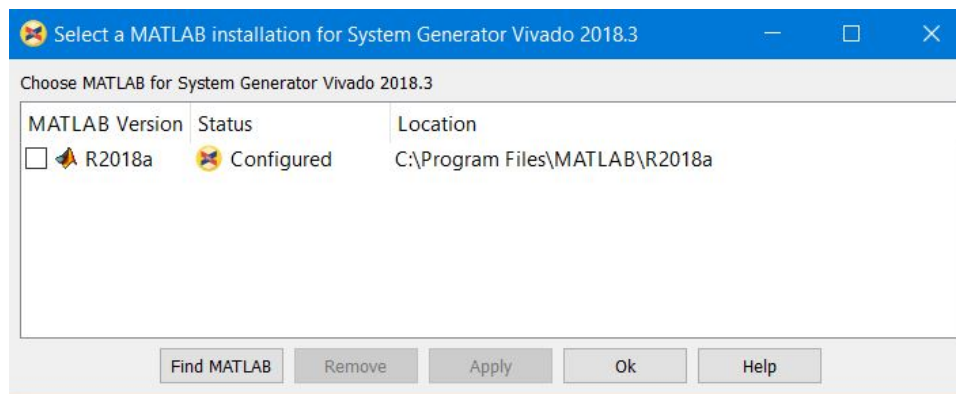 Select a MATLAB installation for System Generator Vivado 2018.3
Choose MATLAB for System Generator Vivado 2018.3
MATLAB Version Status Location
R2018a Configured C:\Program Files\MATLAB\R2018a
Find MATLAB Remove Apply Ok Help